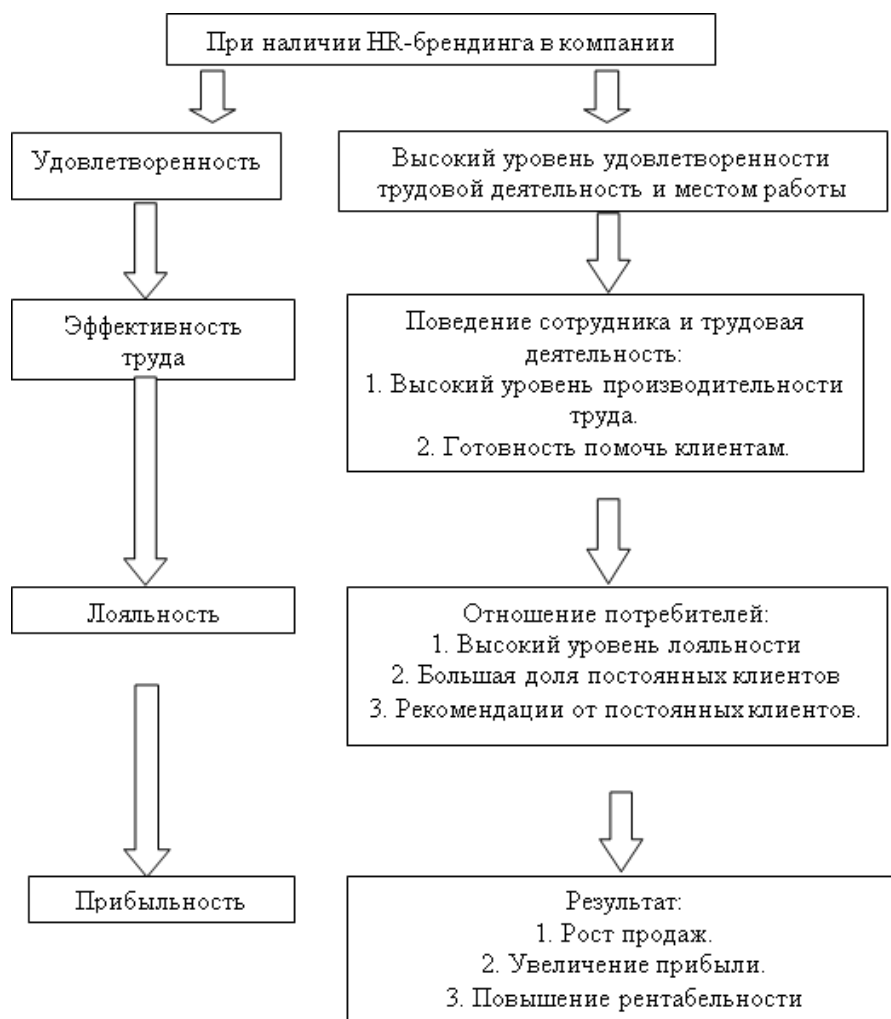 При наличии HR-брендинга в компании
Удовлетворенность
Высокий уровень удовлетворенности
трудовой деятельность и местом работы
Эффективность
труда
Поведение сотрудника и трудовая
деятельность:
1. Высокий уровень производительности
труда.
2. Готовность помочь клиентам.
Лояльность
Отношение потребителей:
1. Высокий уровень лояльности
2. Большая доля постоянных клиентов
3. Рекомендации от постоянных клиентов.
Прибыльность
Результат:
1. Рост продаж.
2. Увеличение прибыли.
3. Повышение рентабельности